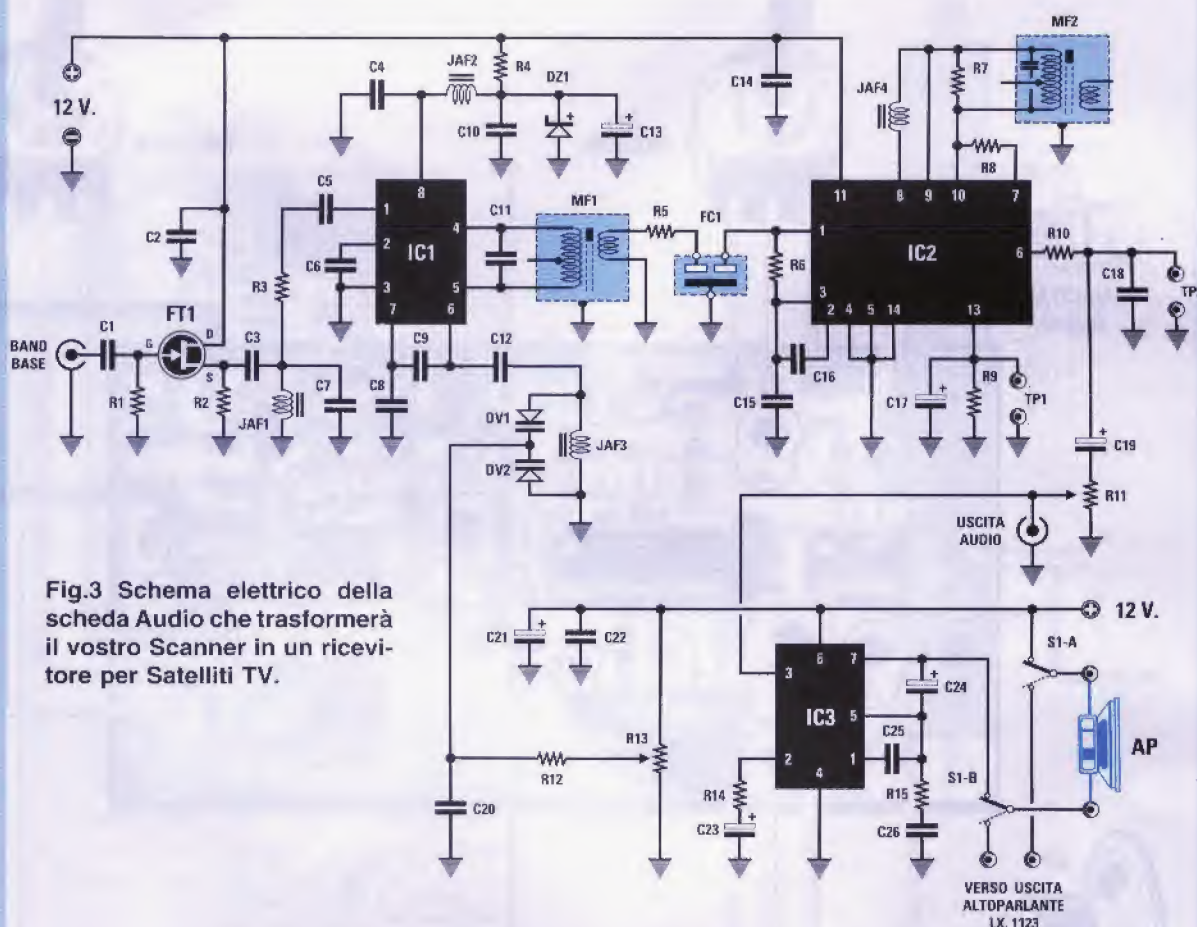 MF2
C4
JAF2
R4
DZ1
C14
JAF4
R7
12 V.
C10
C13
R8
C5
MF1
C2
8
1
4
C11
R5
FC1
11
8
9
10
7
IC1
2
3
5
7
6
C6
R3
IC2
1
3
2
4
5
14
13
6
R6
R10
C18
TP
FT1
BAND
BASE
C1
G
D
S
C3
R1
R2
JAF1
C7
C8
C9
C12
C15
C16
C17
R9
TP1
DV1
DV2
JAF3
C19
R11
USCITA
AUDIO
Fig.3 Schema elettrico della
scheda Audio che trasformerà
il vostro Scanner in un ricevi-
tore per Satelliti TV.
12 V.
C21
C22
S1-A
3
6
7
C24
IC3
5
R13
C25
AP
2
1
4
R12
R14
R15
S1-B
C20
C23
C26
VERSO USCITA
ALTOPARLANTE
LX. 1123